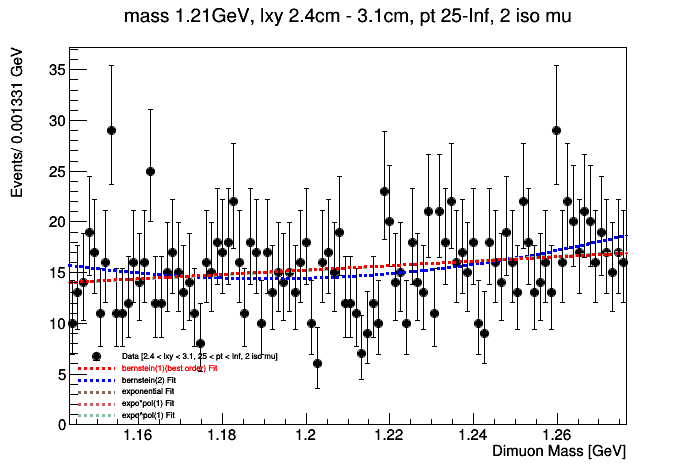 mass 1.21GeV, lxy 2.4cm - 3.1cm, pt 25-Inf, 2 iso mu
Events/ 0.001331 GeV
35
30
25
20
15
10
5
0
Data [2.4 < lxy < 3.1, 25 < pt < Inf, 2 iso mu]
bernstein(1)(best order) Fit
bernstein(2) Fit
exponential Fit
expo*pol(1) Fit
expo^pol(1) Fit
1.16 1.18 1.2 1.22 1.24 1.26
Dimuon Mass [GeV]